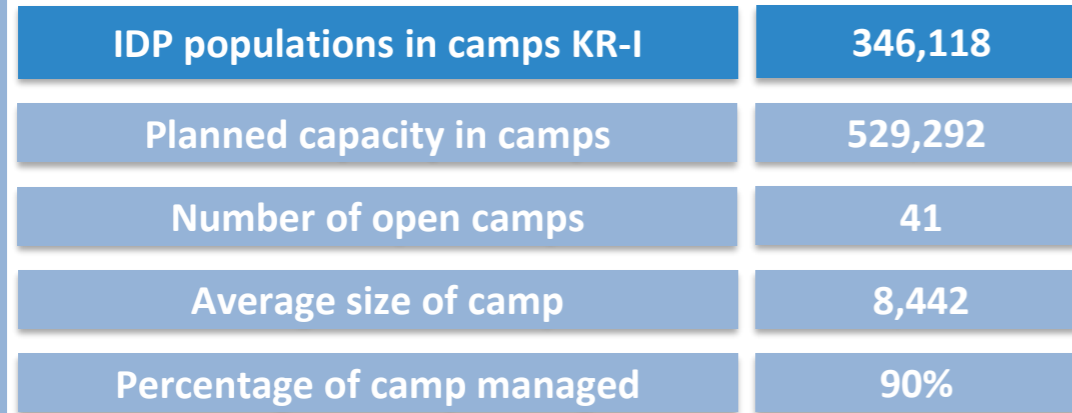 IDP populations in camps KR-I 346,118
Planned capacity in camps 529,292
Number of open camps 41
Average size of camp 8,442
Percentage of camp managed 90%